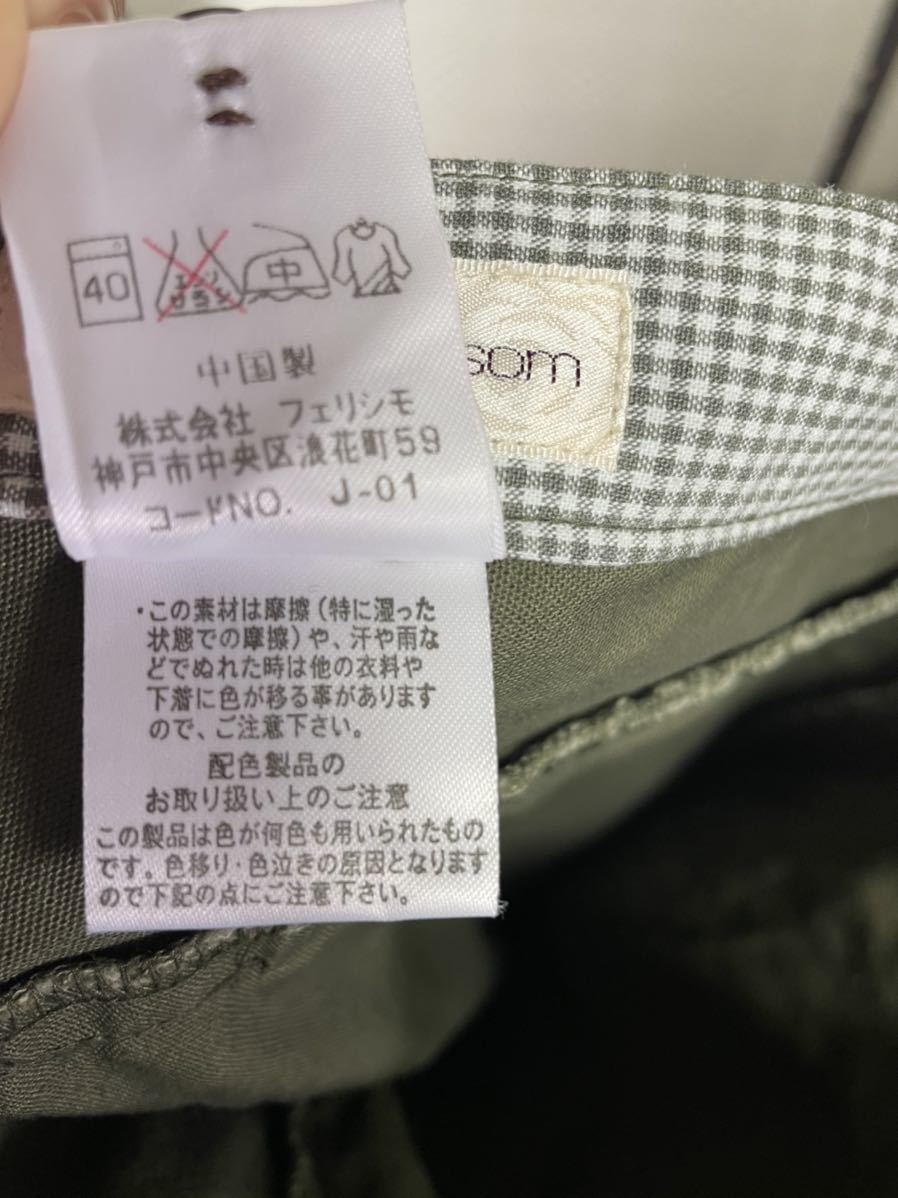 40
エンソ
サラシ
中
som
中国製
株式会社 フェリシモ
神戸市中央区浪花町59
コードNO. J-01
・この素材は摩擦(特に湿った
状態での摩擦)や、汗や雨な
どでぬれた時は他の衣料や
下着に色が移る事があります
ので、ご注意下さい。
配色製品の
お取り扱い上のご注意
この製品は色が何色も用いられたもの
です。色移り・色泣きの原因となります
ので下記の点にご注意下さい。